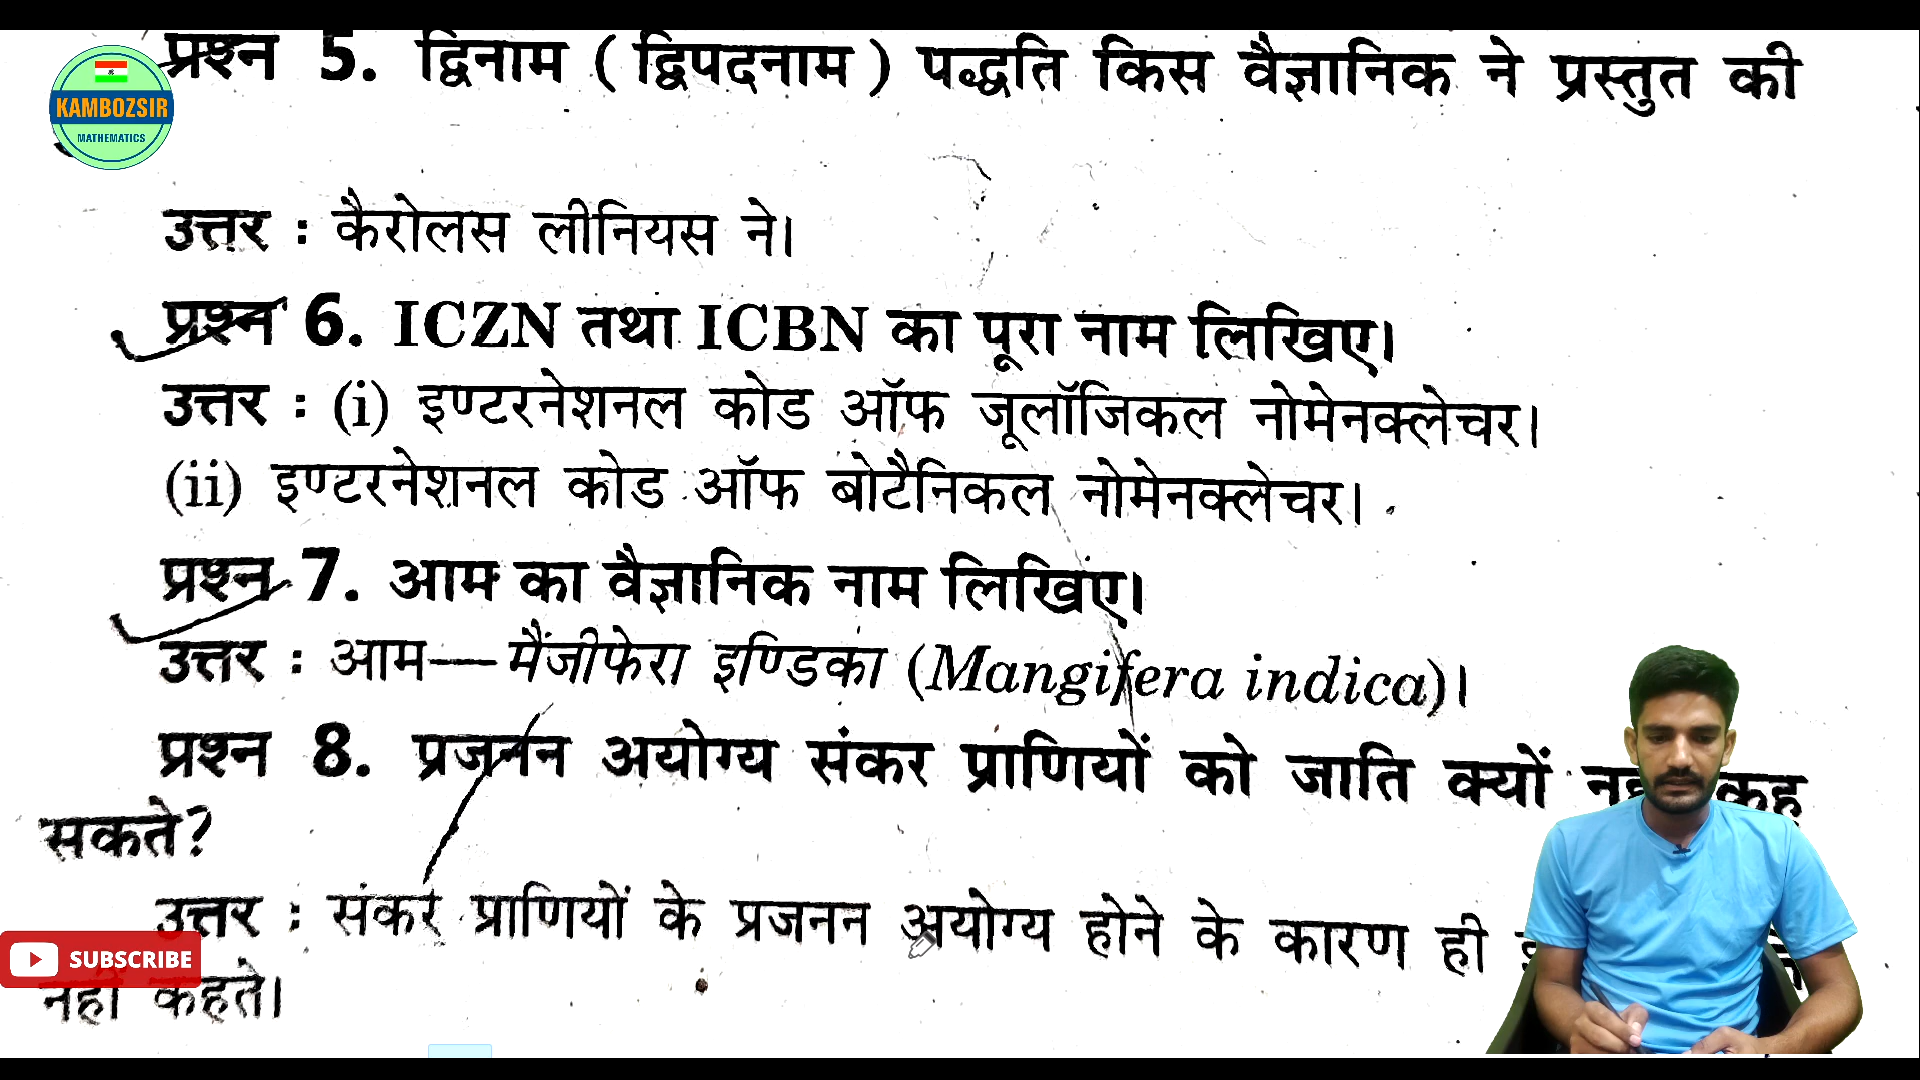 प्रश्न 5. द्विनाम ( द्विपदनाम ) पद्धति किस वैज्ञानिक ने प्रस्तुत की
KAMBOZSIR
MATHEMATICS
उत्तर : कैरोलस लीनियस ने।
प्रश्न 6. ICZN तथा ICBN का पूरा नाम लिखिए।
उत्तर : (i) इण्टरनेशनल कोड ऑफ जूलॉजिकल नोमेनक्लेचर।
(ii) इण्टरनेशनल कोड ऑफ बोटैनिकल नोमेनक्लेचर।
प्रश्न 7. आम का वैज्ञानिक नाम लिखिए।
उत्तर : आम—मैंजीफेरा इण्डिका (Mangifera indica)।
प्रश्न 8. प्रजनन अयोग्य संकर प्राणियों को जाति क्यों कह
सकते?
उत्तर : संकर प्राणियों के प्रजनन अयोग्य होने के कारण ही
SUBSCRIBE
नहीं कहते।